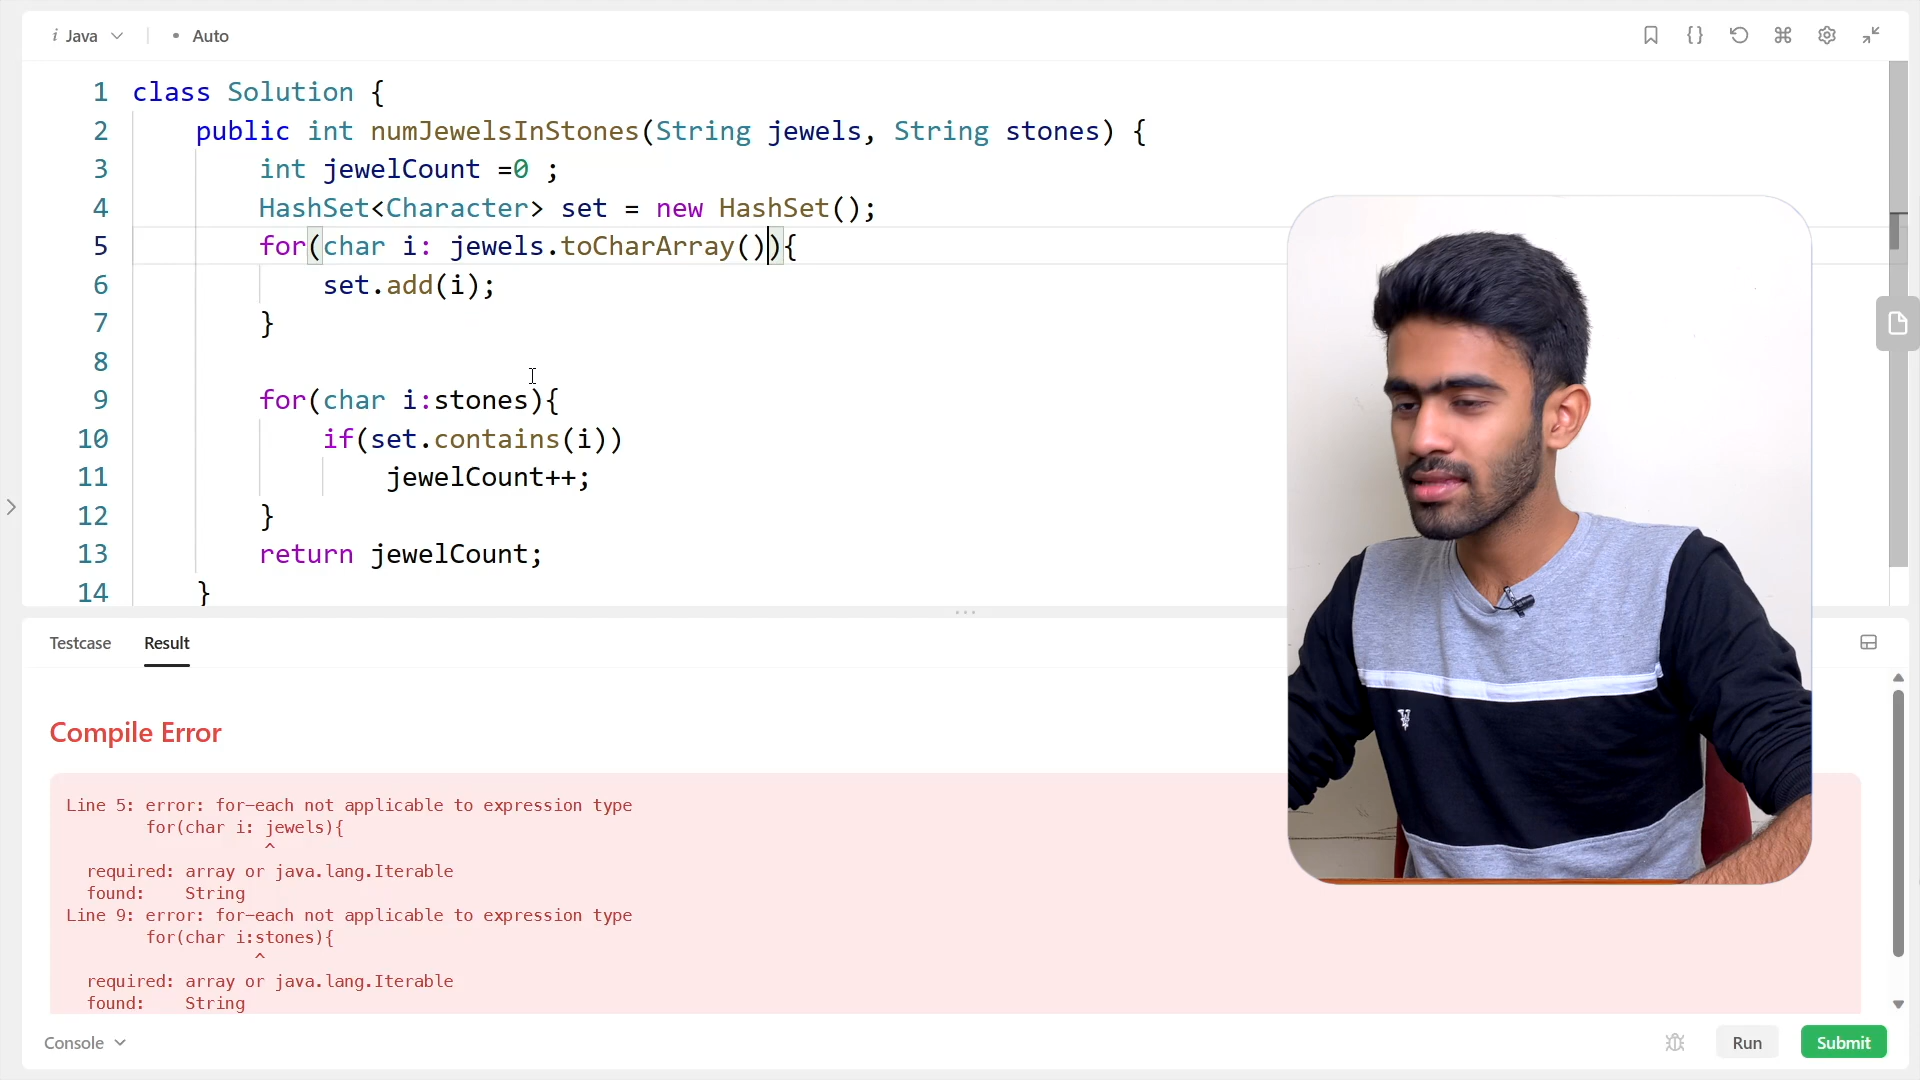 i Java
• Auto
1 class Solution {
2 public int numJewelsInStones(String jewels, String stones) {
3 int jewelCount =0 ;
4 HashSet<Character> set = new HashSet();
5 for(char i: jewels.toCharArray()){
6 set.add(i);
7 }
8
9 for(char i:stones){
10 if(set.contains(i))
11 jewelCount++;
12 }
13 return jewelCount;
14 }
Testcase
Result
Compile Error
Line 5: error: for-each not applicable to expression type
for(char i: jewels){
^
required: array or java.lang.Iterable
found: String
Line 9: error: for-each not applicable to expression type
for(char i:stones){
^
required: array or java.lang.Iterable
found: String
Console
Run
Submit